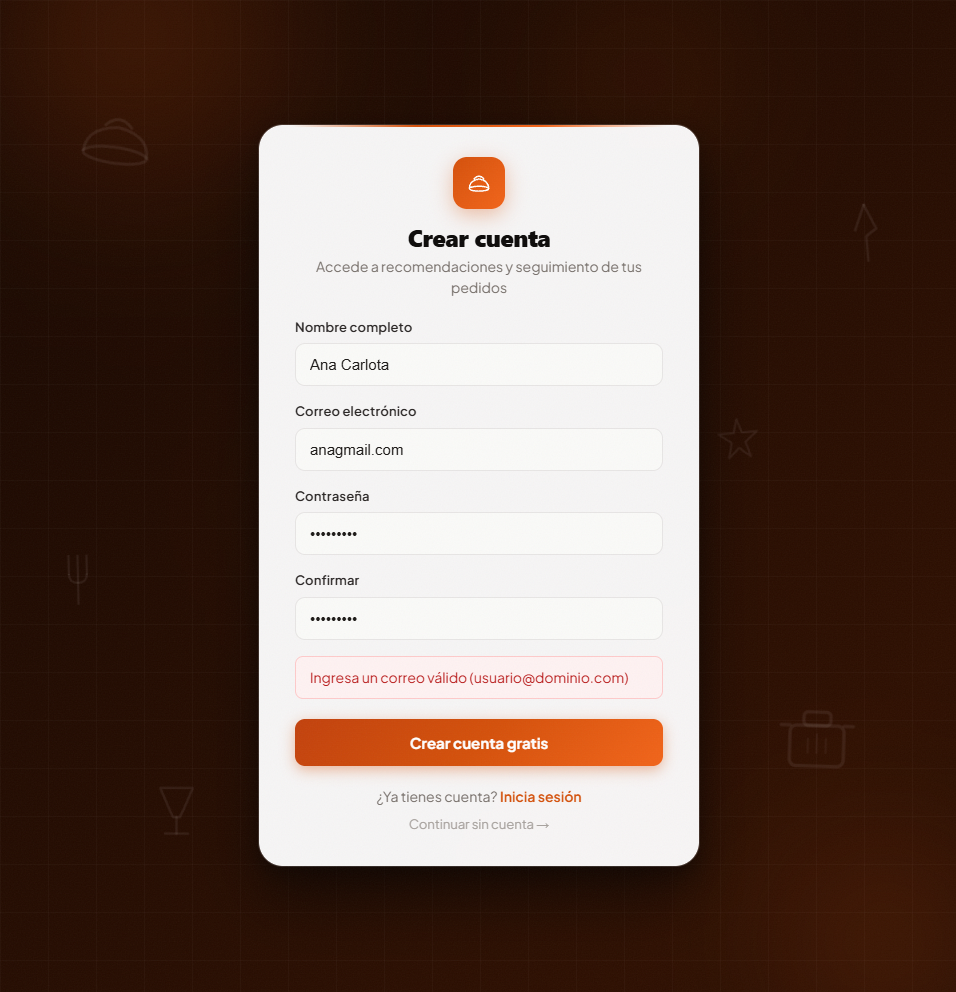 Crear cuenta
Accede a recomendaciones y seguimiento de tus
pedidos
Nombre completo
Ana Carlota
Correo electrónico
anagmail.com
Contraseña
•••••••••
Confirmar
•••••••••
Ingresa un correo válido (usuario@dominio.com)
Crear cuenta gratis
¿Ya tienes cuenta? Inicia sesión
Continuar sin cuenta →